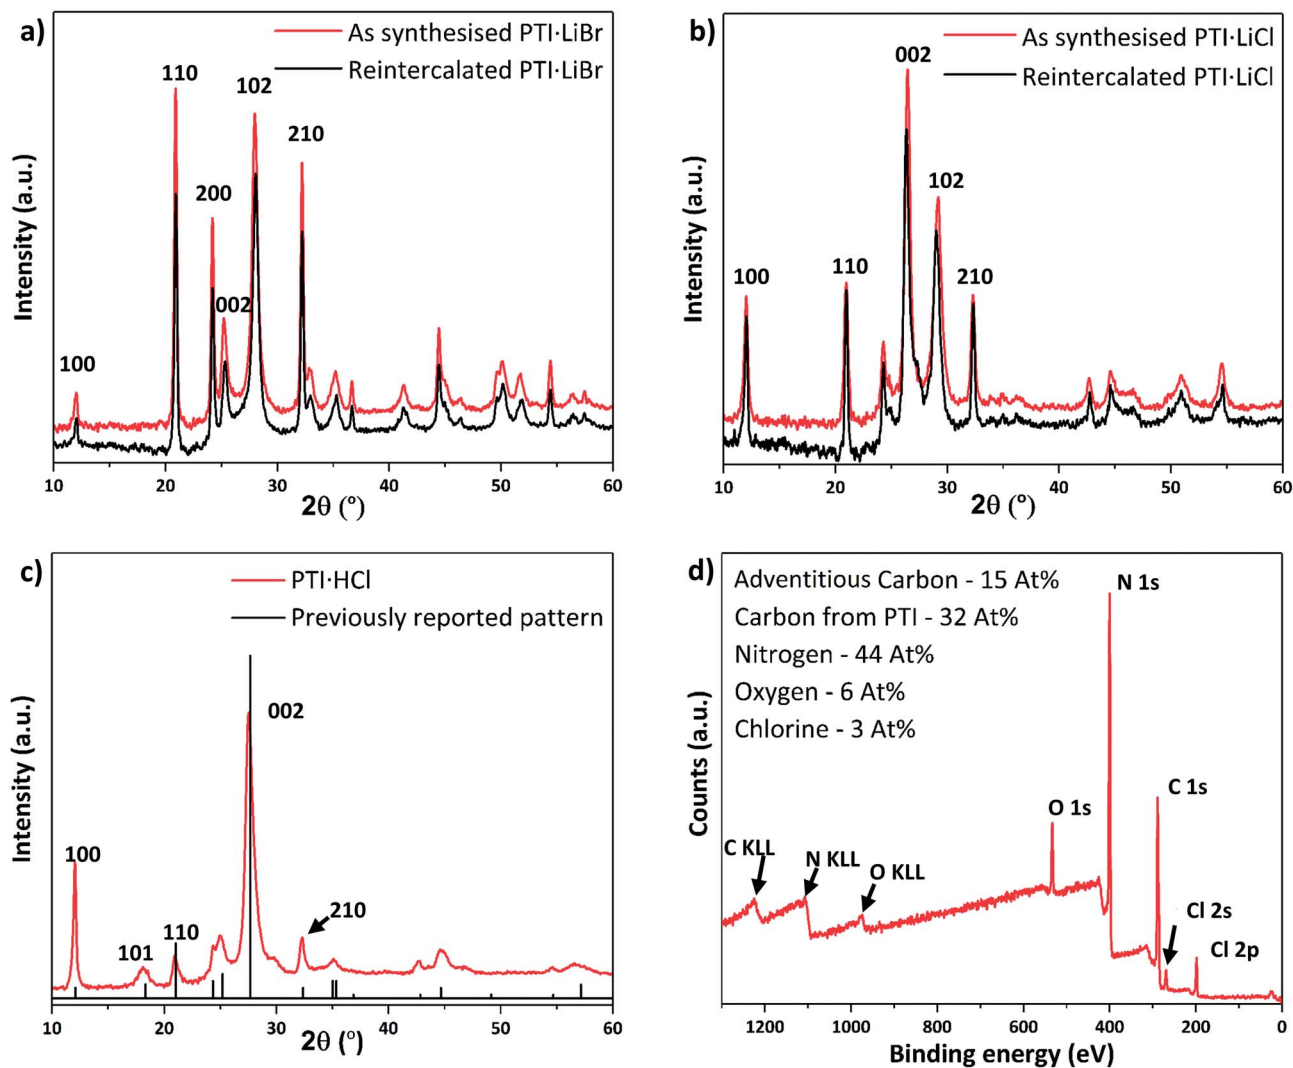 a)
As synthesised PTI·LiBr
Reintercalated PTI·LiBr
110
102
210
200
002
100
Intensity (a.u.)
10 20 30 40 50 60
2θ (°)
b)
As synthesised PTI·LiCl
Reintercalated PTI·LiCl
002
102
100
110
210
Intensity (a.u.)
10 20 30 40 50 60
2θ (°)
c)
PTI·HCl
Previously reported pattern
002
100
101
110
210
Intensity (a.u.)
10 20 30 40 50 60
2θ (°)
d)
Adventitious Carbon - 15 At%
Carbon from PTI - 32 At%
Nitrogen - 44 At%
Oxygen - 6 At%
Chlorine - 3 At%
N 1s
C 1s
O 1s
C KLL
N KLL
O KLL
Cl 2s
Cl 2p
Counts (a.u.)
1200 1000 800 600 400 200 0
Binding energy (eV)